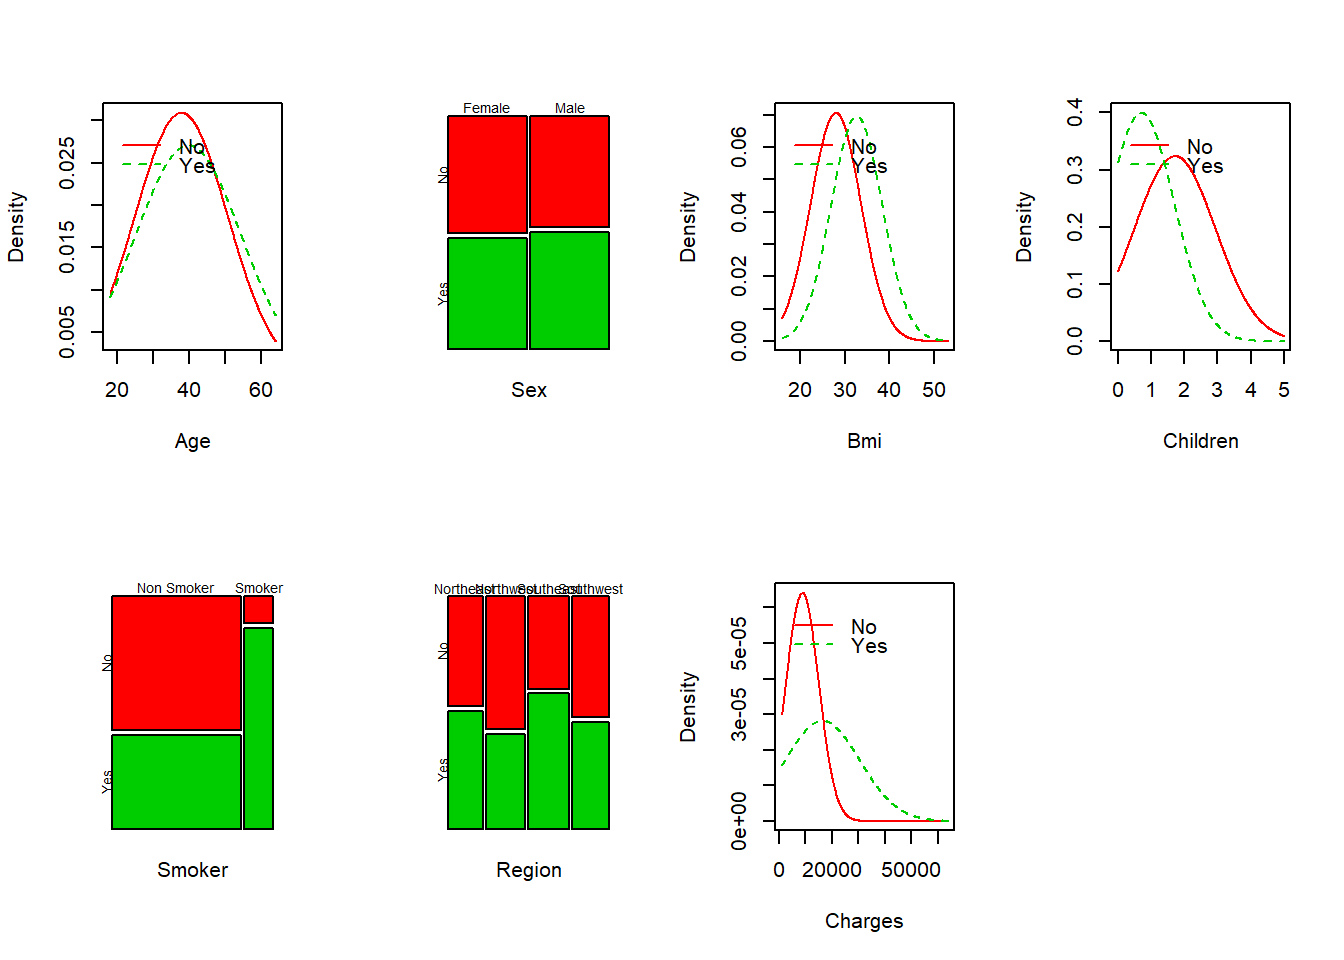 Density
0.005
0.015
0.025
No
Yes
20
40
60
Age
Female
Male
No
Yes
Sex
Density
0.00
0.02
0.04
0.06
No
Yes
20
30
40
50
Bmi
Density
0.0
0.1
0.2
0.3
0.4
No
Yes
0
1
2
3
4
5
Children
Non Smoker
Smoker
No
Yes
Smoker
Northeast
Northwest
Southeast
Southwest
No
Yes
Region
Density
0e+00
3e-05
5e-05
No
Yes
0
20000
50000
Charges